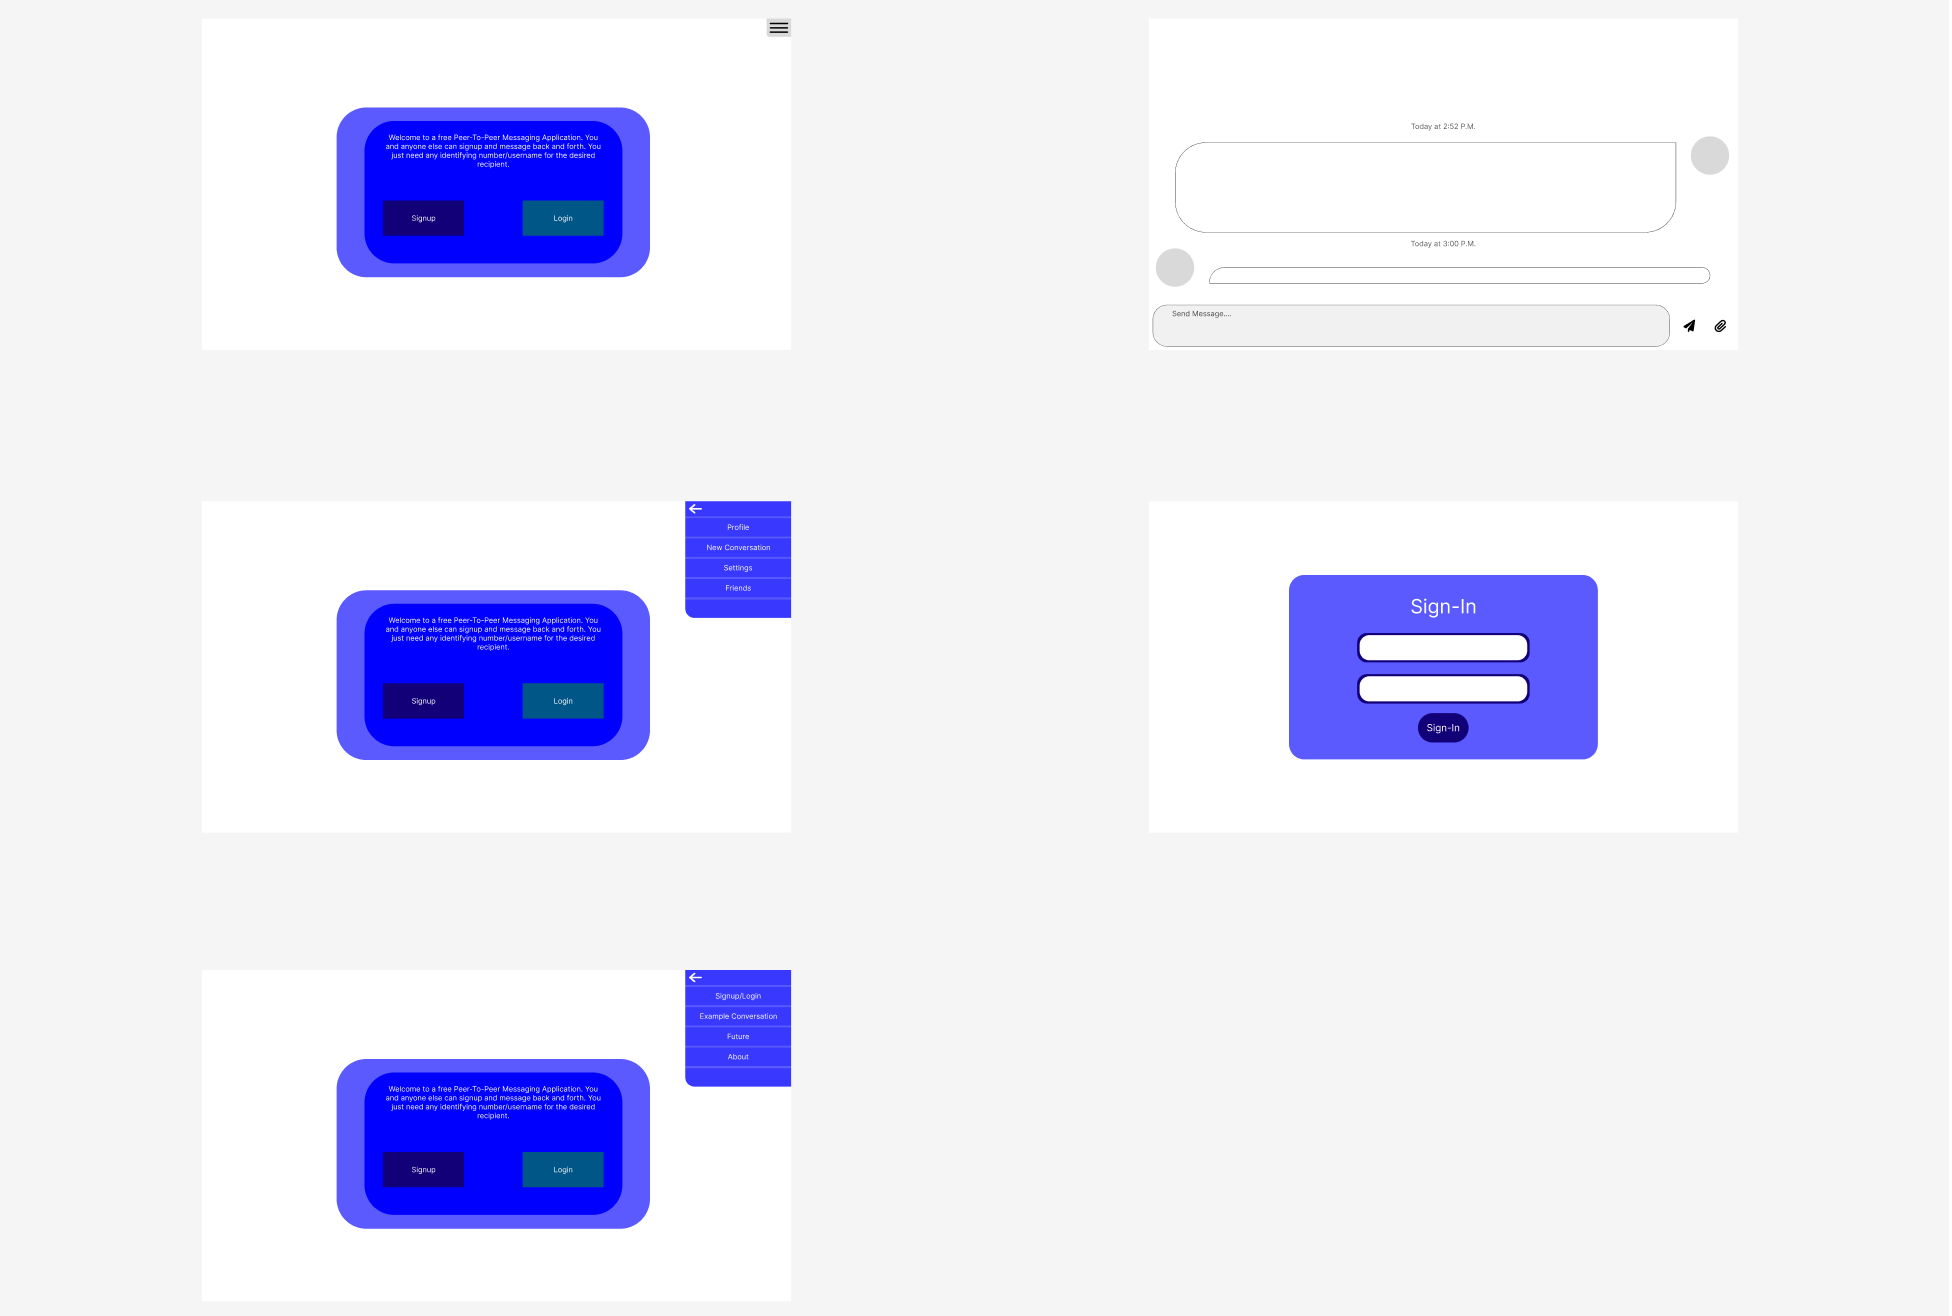 Welcome to a free Peer-To-Peer Messaging Application. You
and anyone else can signup and message back and forth. You
just need any identifying number/username for the desired
recipient.
Signup
Login
Today at 2:52 P.M.
Today at 3:00 P.M.
Send Message....
Profile
New Conversation
Settings
Friends
Welcome to a free Peer-To-Peer Messaging Application. You
and anyone else can signup and message back and forth. You
just need any identifying number/username for the desired
recipient.
Signup
Login
Sign-In
Sign-In
Signup/Login
Example Conversation
Future
About
Welcome to a free Peer-To-Peer Messaging Application. You
and anyone else can signup and message back and forth. You
just need any identifying number/username for the desired
recipient.
Signup
Login